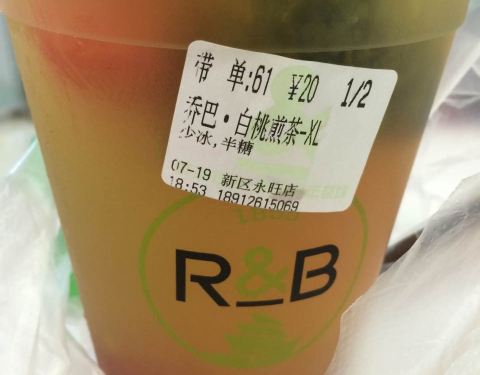 带 单:61 ¥20 1/2
乔巴·白桃煎茶-XL
少冰,半糖
07-19 新区永旺店
18:53 18912615069
R&B